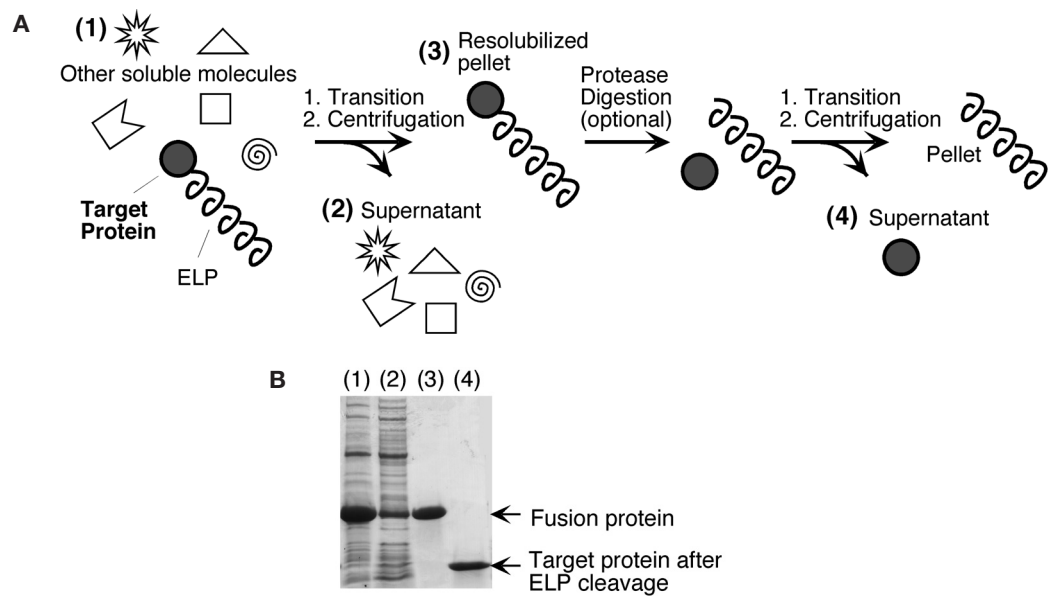 A
(1)
Other soluble molecules
Target
Protein
ELP
1. Transition
2. Centrifugation
(2) Supernatant
(3) Resolubilized
pellet
Protease
Digestion
(optional)
1. Transition
2. Centrifugation
Pellet
(4) Supernatant
B
(1) (2) (3) (4)
Fusion protein
Target protein after
ELP cleavage